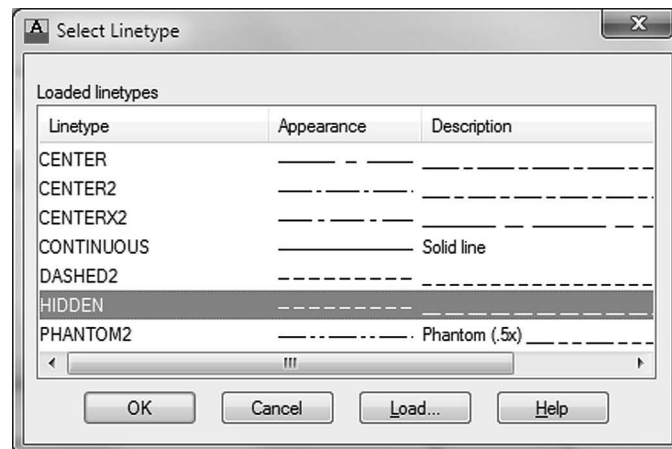 A Select Linetype X
Loaded linetypes
Linetype Appearance Description
CENTER
CENTER2
CENTERX2
CONTINUOUS Solid line
DASHED2
HIDDEN
PHANTOM2 Phantom (.5x)
OK Cancel Load... Help